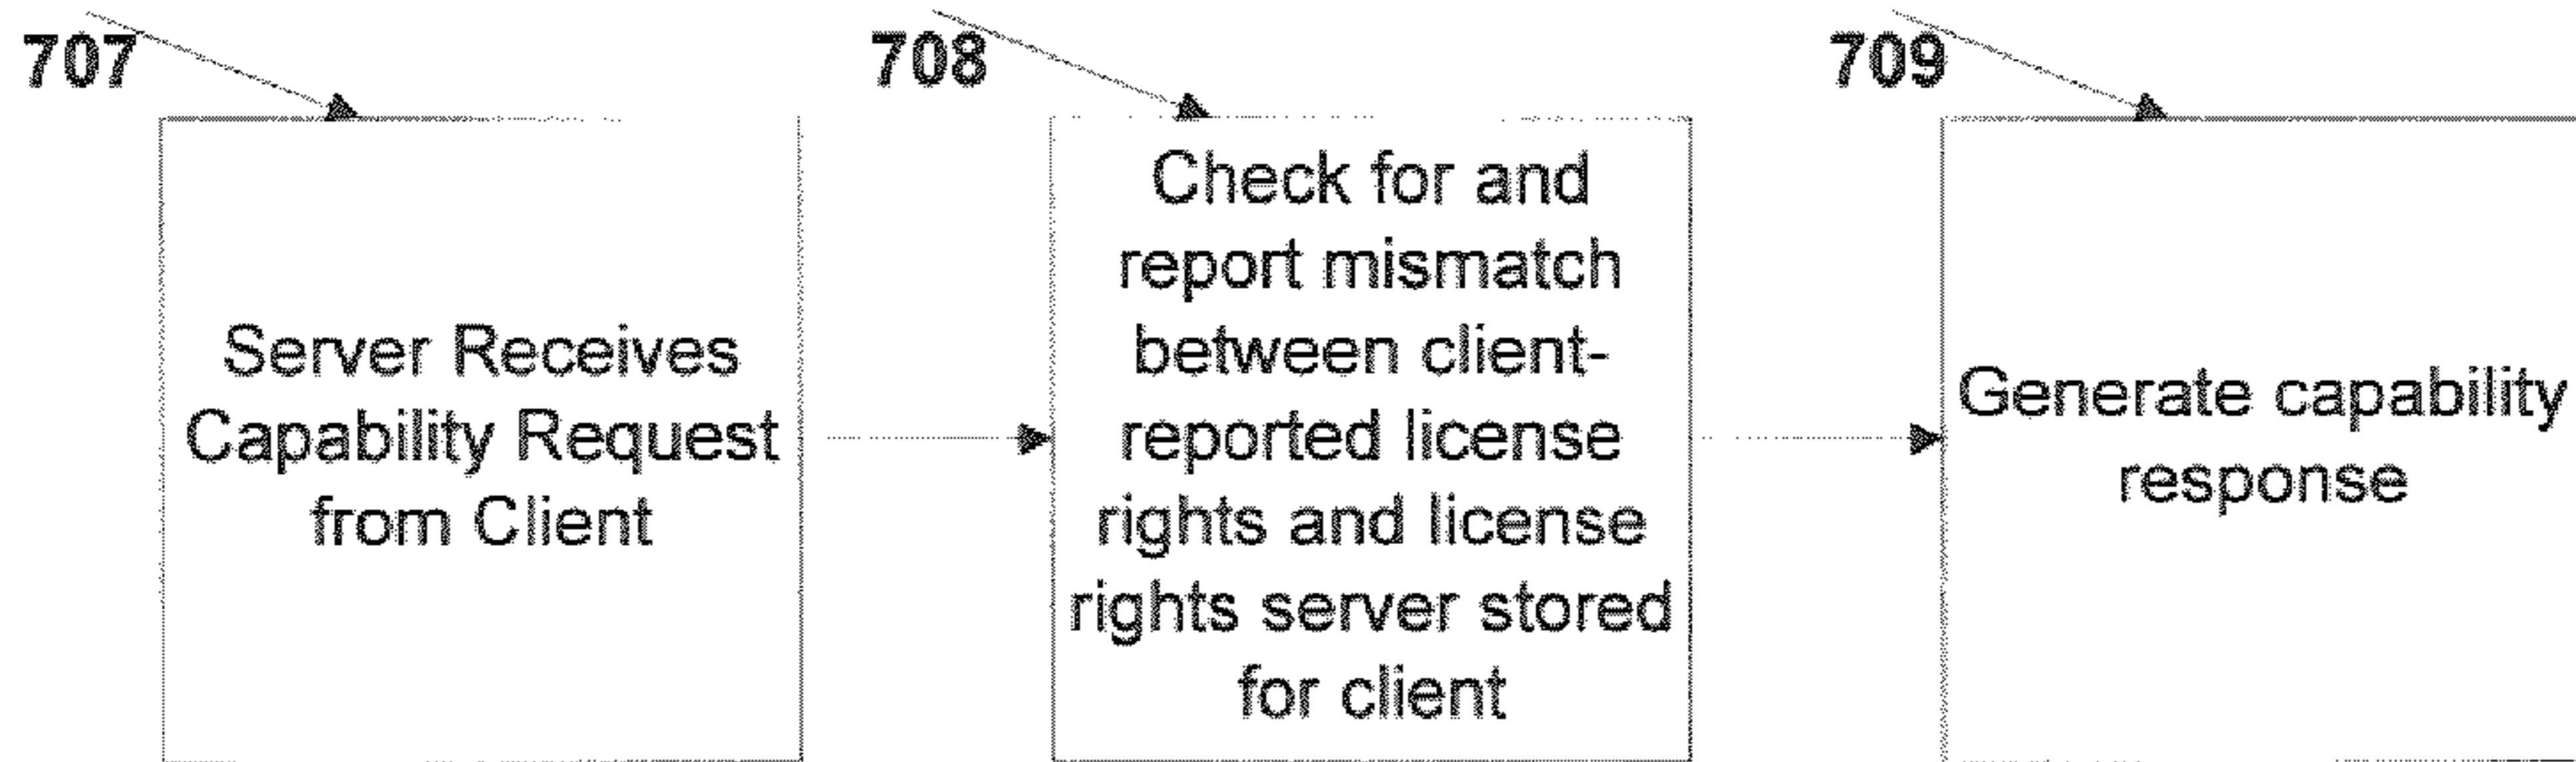 707
708
709
Server Receives
Capability Request
from Client
Check for and
report mismatch
between client-
reported license
rights and license
rights server stored
for client
Generate capability
response